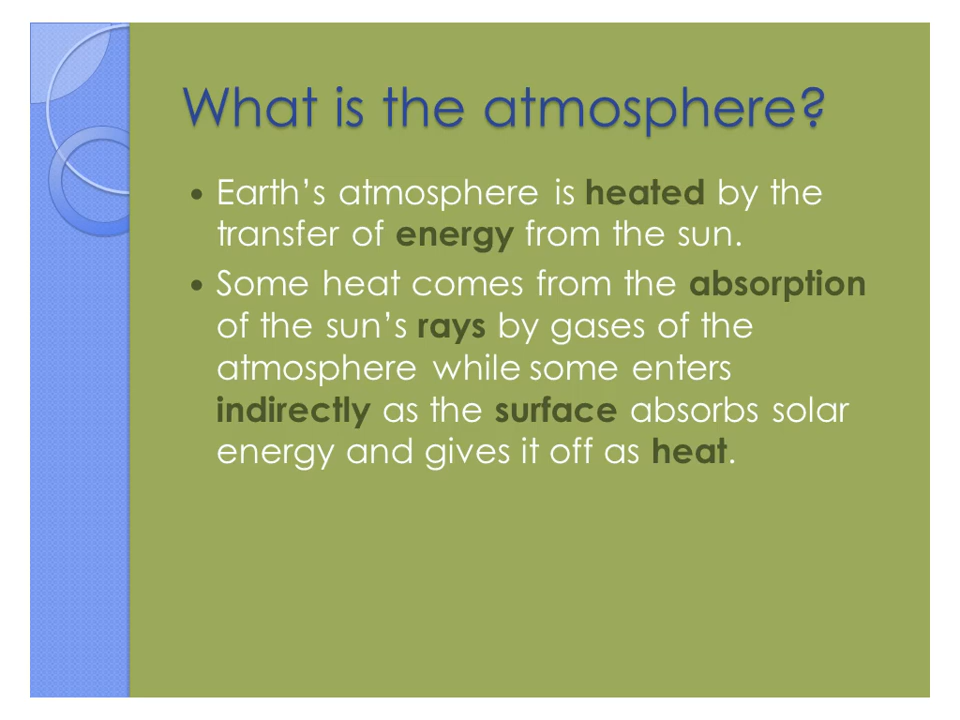 What is the atmosphere?
• Earth’s atmosphere is heated by the
transfer of energy from the sun.
• Some heat comes from the absorption
of the sun’s rays by gases of the
atmosphere while some enters
indirectly as the surface absorbs solar
energy and gives it off as heat.